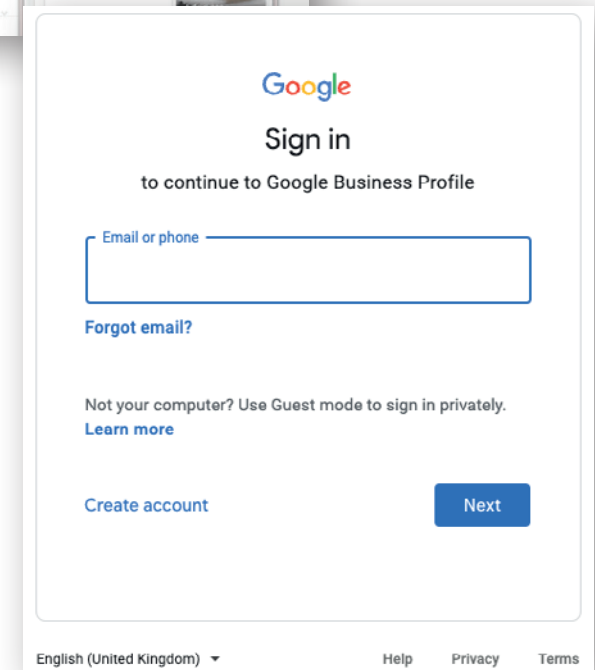 Google
Sign in
to continue to Google Business Profile
Email or phone
Forgot email?
Not your computer? Use Guest mode to sign in privately.
Learn more
Create account
Next
English (United Kingdom)
Help
Privacy
Terms